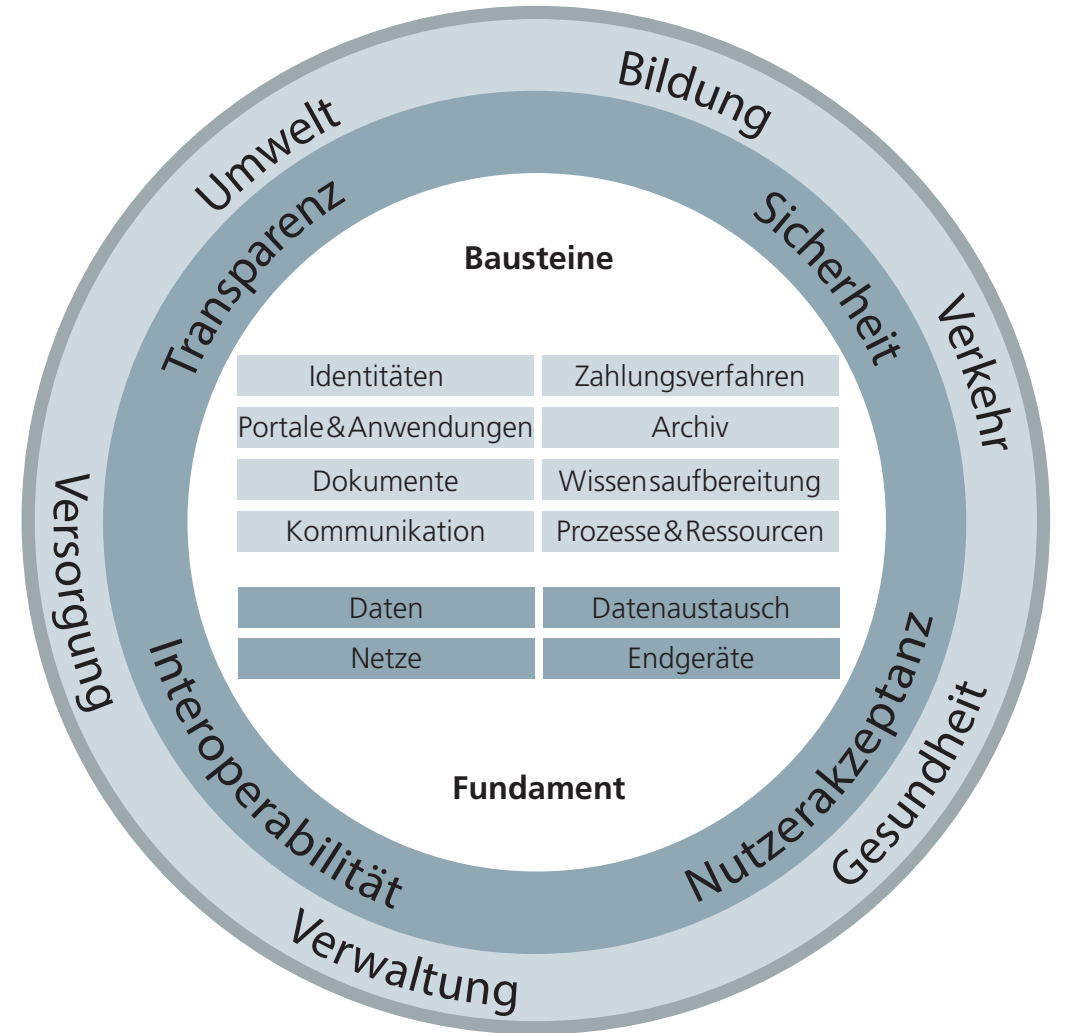 Bildung
Umwelt
Transparenz
Sicherheit
Verkehr
Bausteine
Identitäten
Zahlungsverfahren
Portale&Anwendungen
Archiv
Dokumente
Wissensaufbereitung
Kommunikation
Prozesse&Ressourcen
Daten
Datenaustausch
Netze
Endgeräte
Fundament
Versorgung
Interoperabilität
Nutzerakzeptanz
Gesundheit
Verwaltung